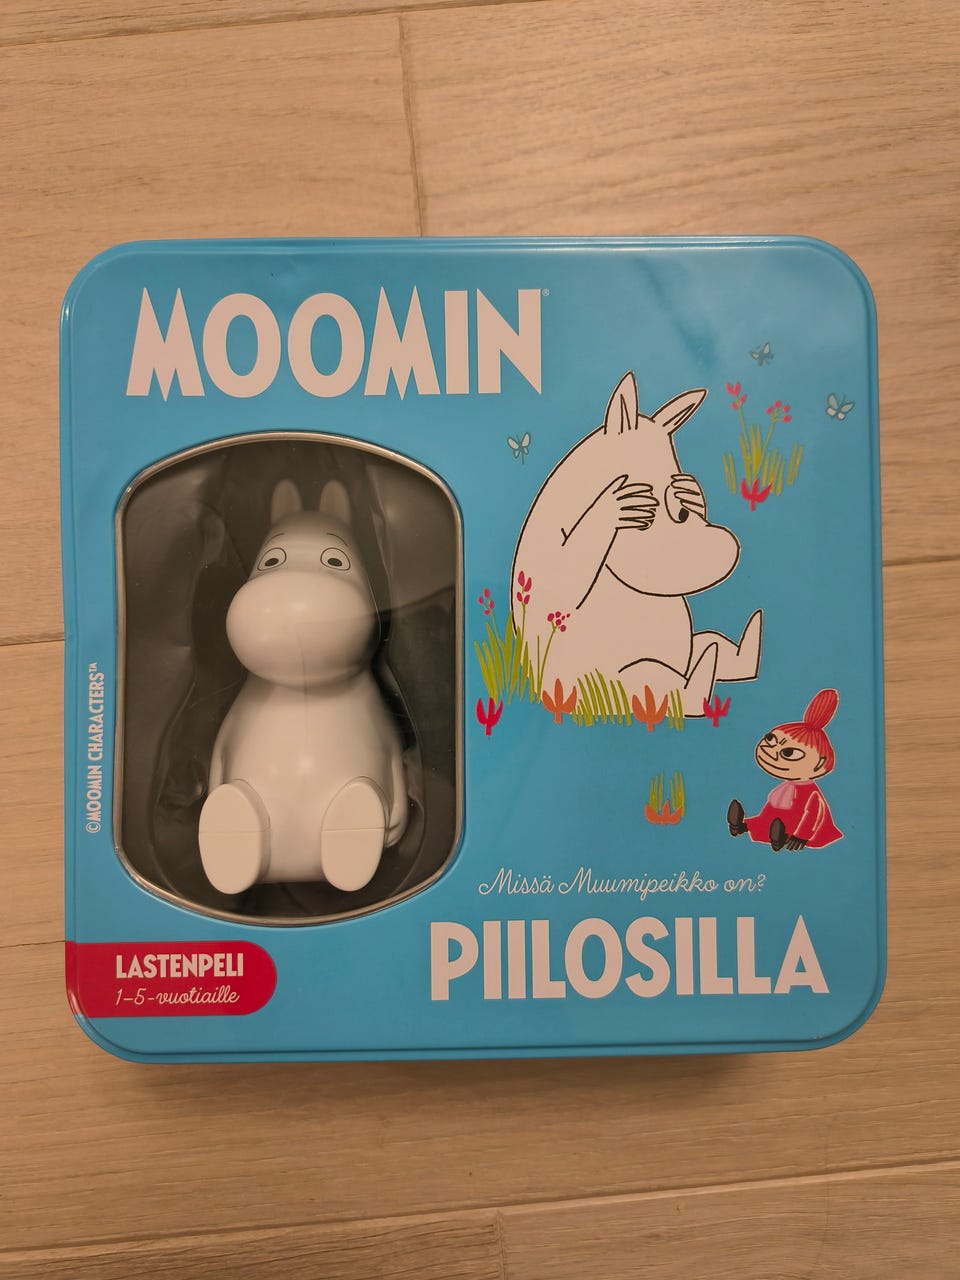 MOOMIN®
©MOOMIN CHARACTERS™
Missä Muumipeikko on?
PIILOSILLA
LASTENPELI
1-5-vuotiaille